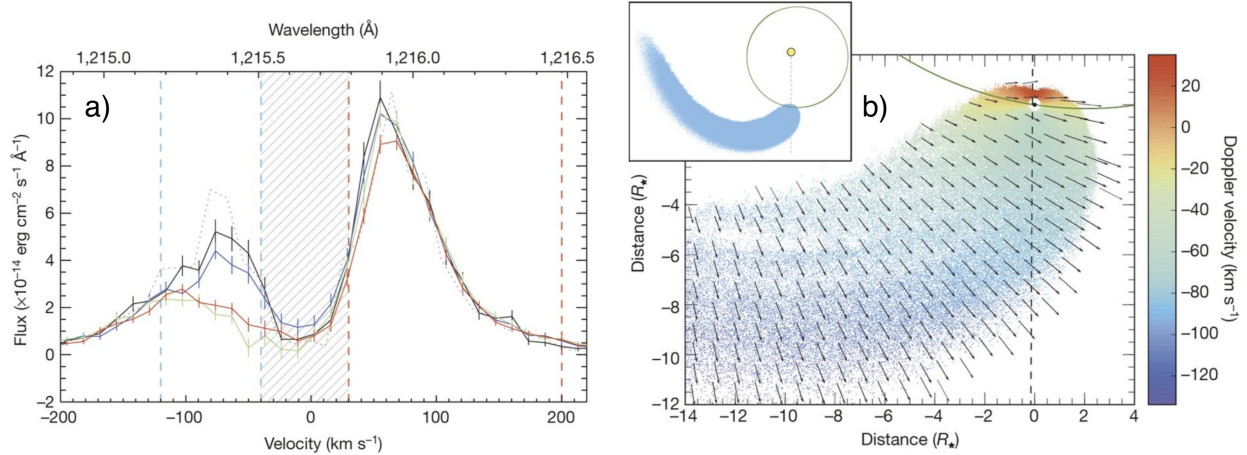 Wavelength (Å)
1,215.0 1,215.5 1,216.0 1,216.5
a)
12
10
8
6
4
2
0
−2
Flux (×10⁻¹⁴ erg cm⁻² s⁻¹ Å⁻¹)
−200 −100 0 100 200
Velocity (km s⁻¹)
b)
Distance (R⋆)
−2
−4
−6
−8
−10
−12
−14 −12 −10 −8 −6 −4 −2 0 2 4
Distance (R⋆)
20
0
−20
−40
−60
−80
−100
−120
Doppler velocity (km s⁻¹)